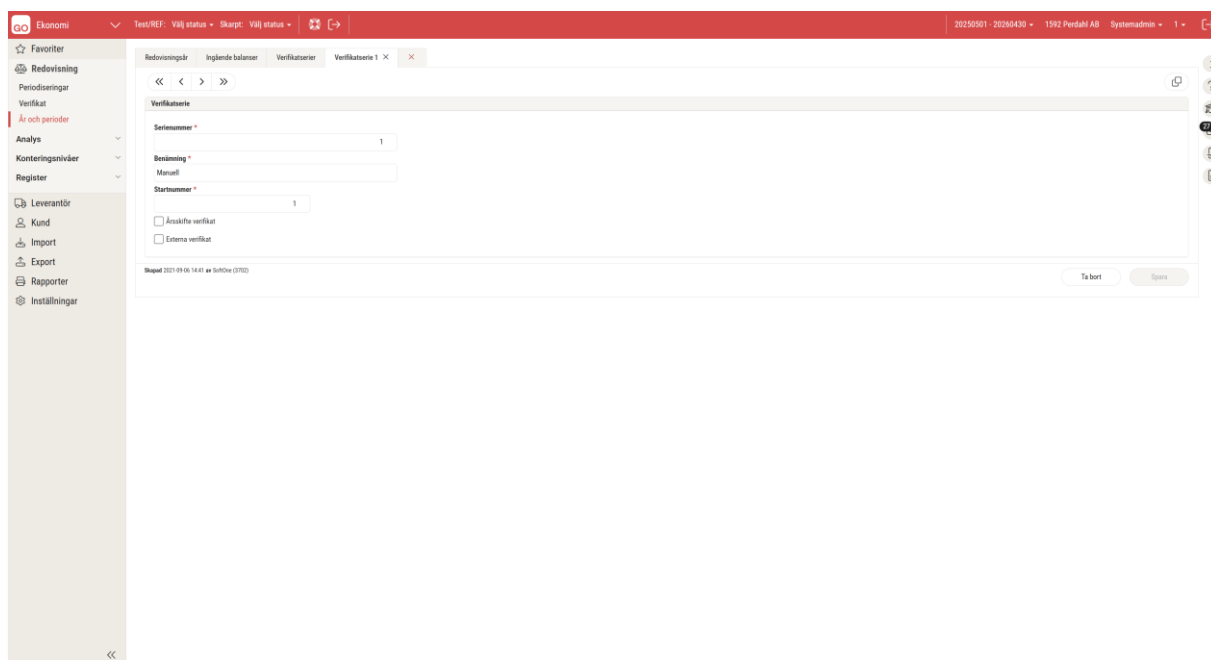 GO Ekonomi Test/REF: Välj status Skarpt: Välj status 20250501 - 20260430 1592 Perdahl AB Systemadmin 1
Favoriter
Redovisning
Periodiseringar
Verifikat
År och perioder
Analys
Konteringsnivåer
Register
Leverantör
Kund
Import
Export
Rapporter
Inställningar
Redovisningsår Ingående balanser Verifikatserier Verifikatserie 1
Verifikatserie
Serienummer *
1
Benämning *
Manuell
Startnummer *
1
Årsskifte verifikat
Externa verifikat
Skapad 2021-09-06 14:41 av SoftOne (3702)
Ta bort Spara
27